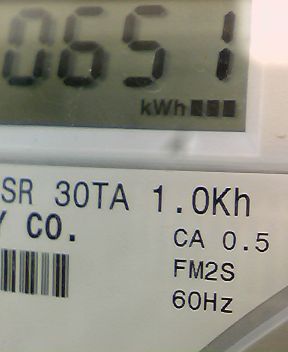 0651
kWh
SR 30TA 1.0Kh
Y CO.
CA 0.5
FM2S
60Hz